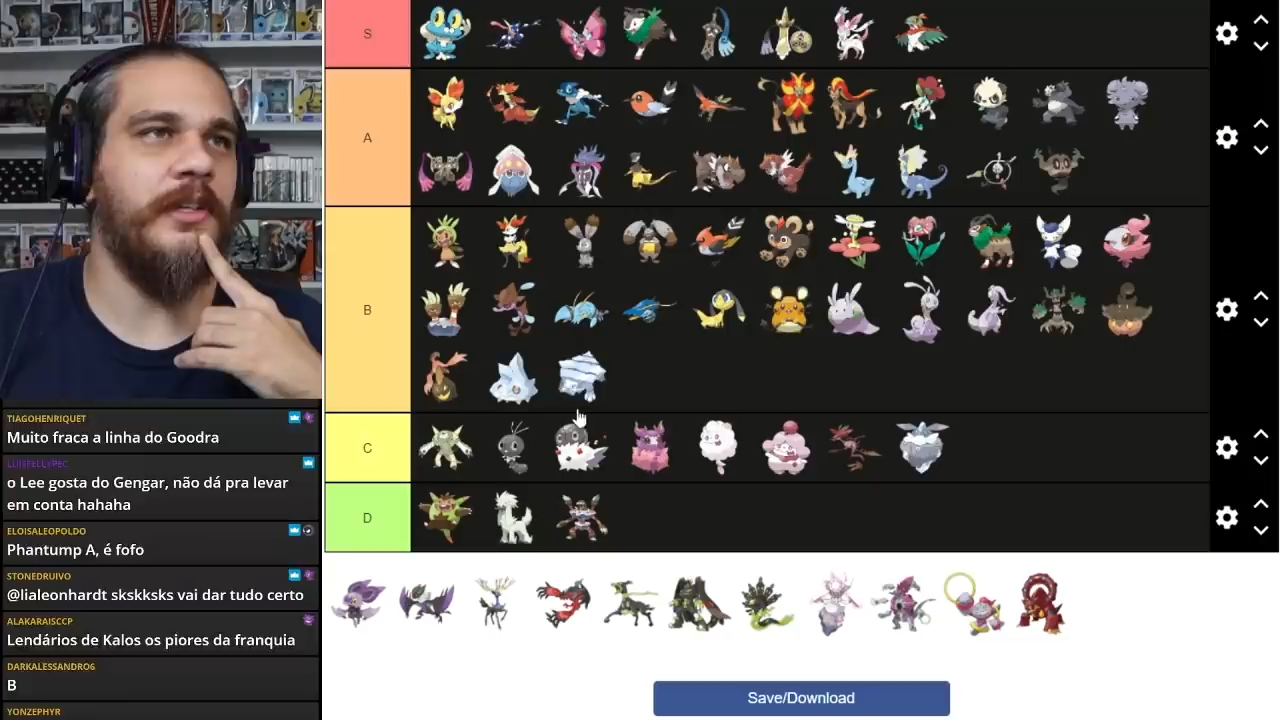 S
A
B
C
D
TIAGOHENRIQUET
Muito fraca a linha do Goodra
LUISFELLYPEC
o Lee gosta do Gengar, não dá pra levar
em conta hahaha
ELOISALEOPOLDO
Phantump A, é fofo
STONEDRUIVO
@lialeonhardt skskksks vai dar tudo certo
ALAKARAISCCP
Lendários de Kalos os piores da franquia
DARKALESSANDRO6
B
YONZEPHYR
Save/Download